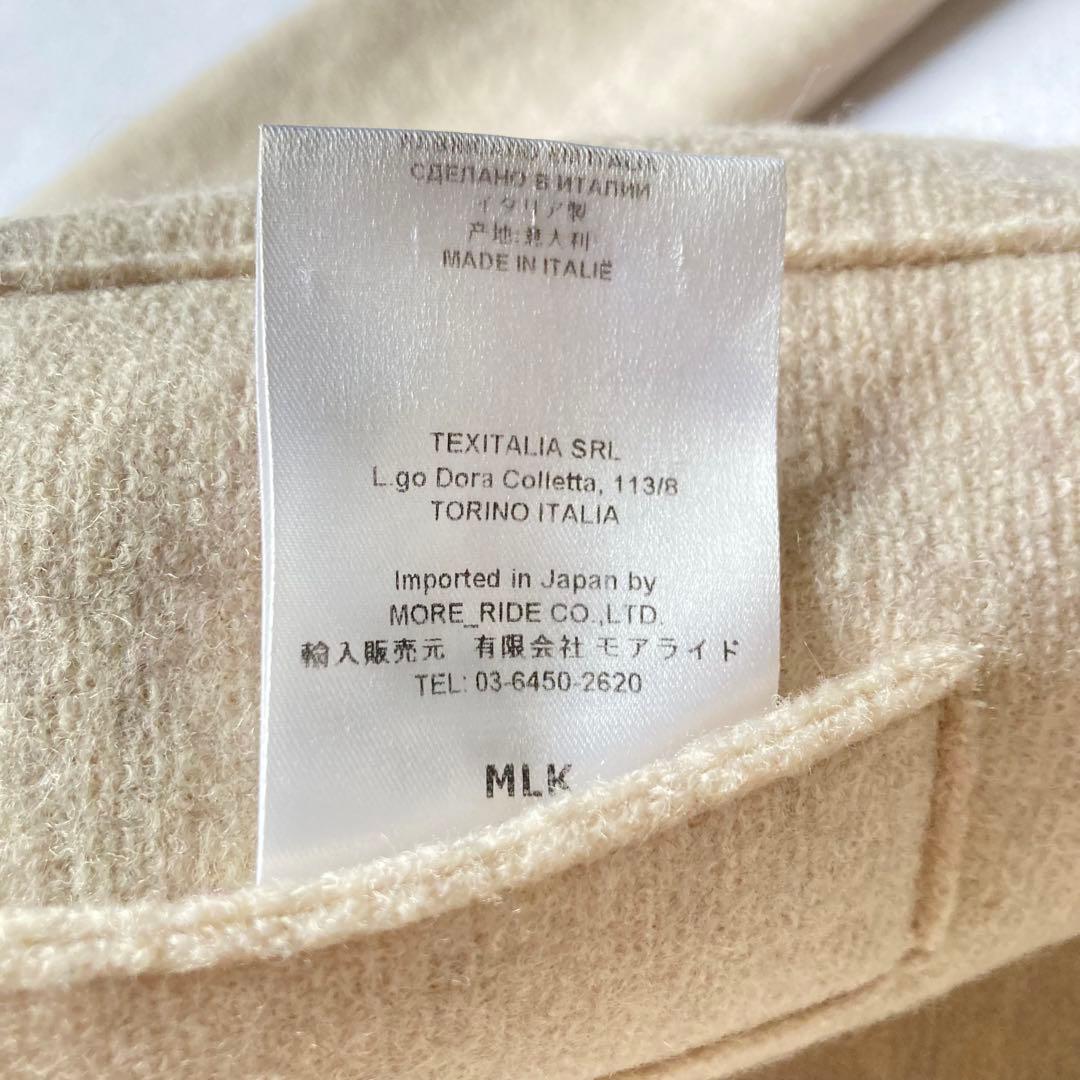 СДЕЛАНО В ИТАЛИИ
イタリア製
产地:意大利
MADE IN ITALIË
TEXITALIA SRL
L.go Dora Colletta, 113/8
TORINO ITALIA
Imported in Japan by
MORE_RIDE CO.,LTD.
輸入販売元 有限会社 モアライド
TEL: 03-6450-2620
MLK